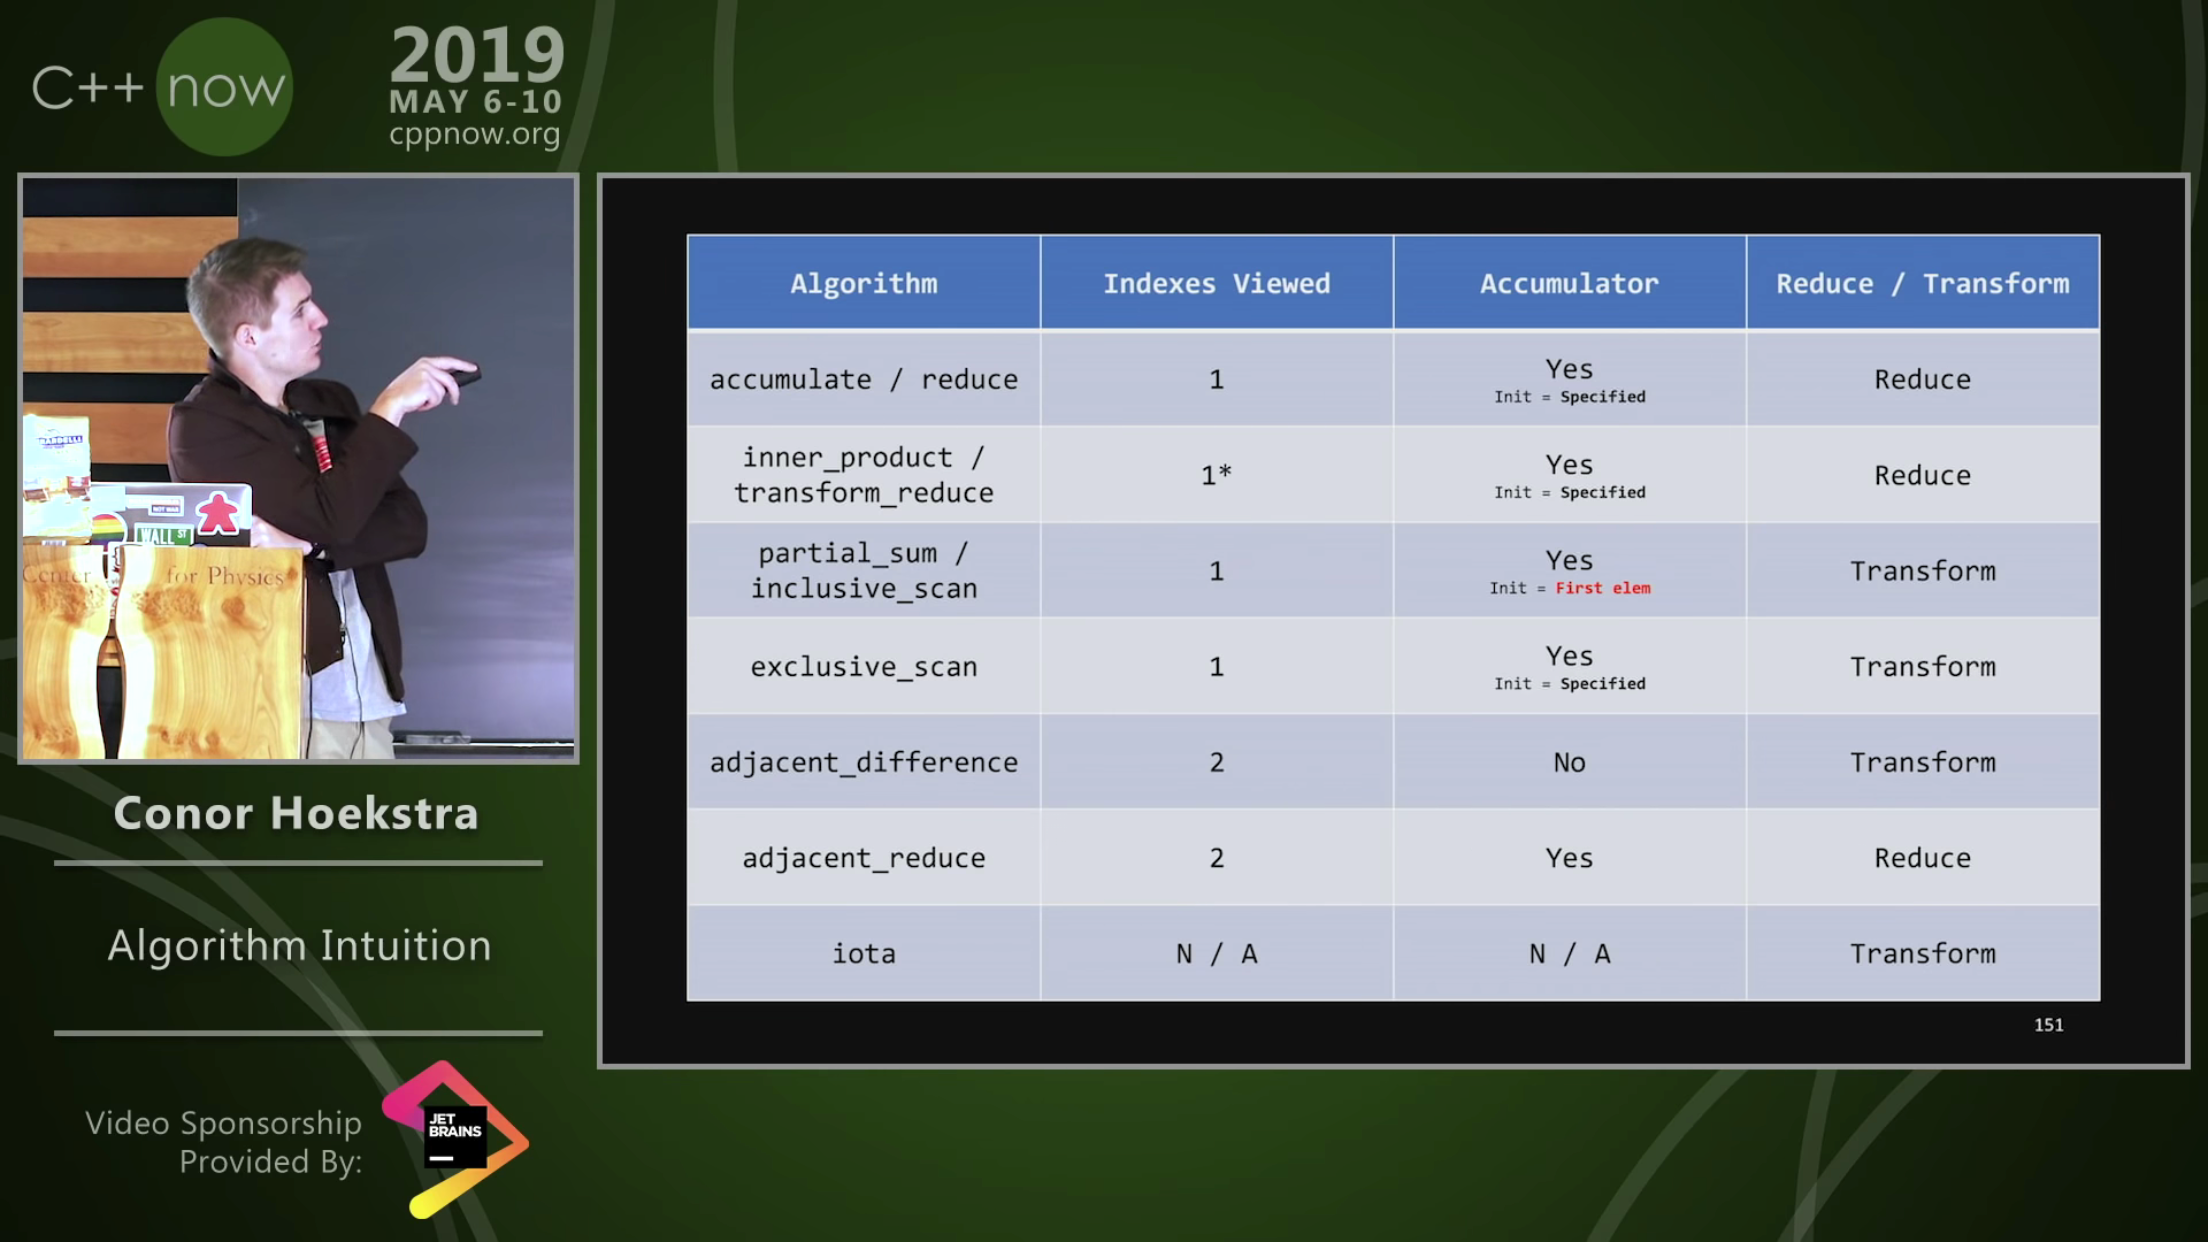 C++ now
2019
MAY 6-10
cppnow.org
WALL ST
Center for Physics
Conor Hoekstra
Algorithm Intuition
Video Sponsorship
Provided By:
JET
BRAINS
Algorithm Indexes Viewed Accumulator Reduce / Transform
accumulate / reduce 1 Yes Reduce
Init = Specified
inner_product / transform_reduce 1* Yes Reduce
Init = Specified
partial_sum / inclusive_scan 1 Yes Transform
Init = First elem
exclusive_scan 1 Yes Transform
Init = Specified
adjacent_difference 2 No Transform
adjacent_reduce 2 Yes Reduce
iota N / A N / A Transform
151